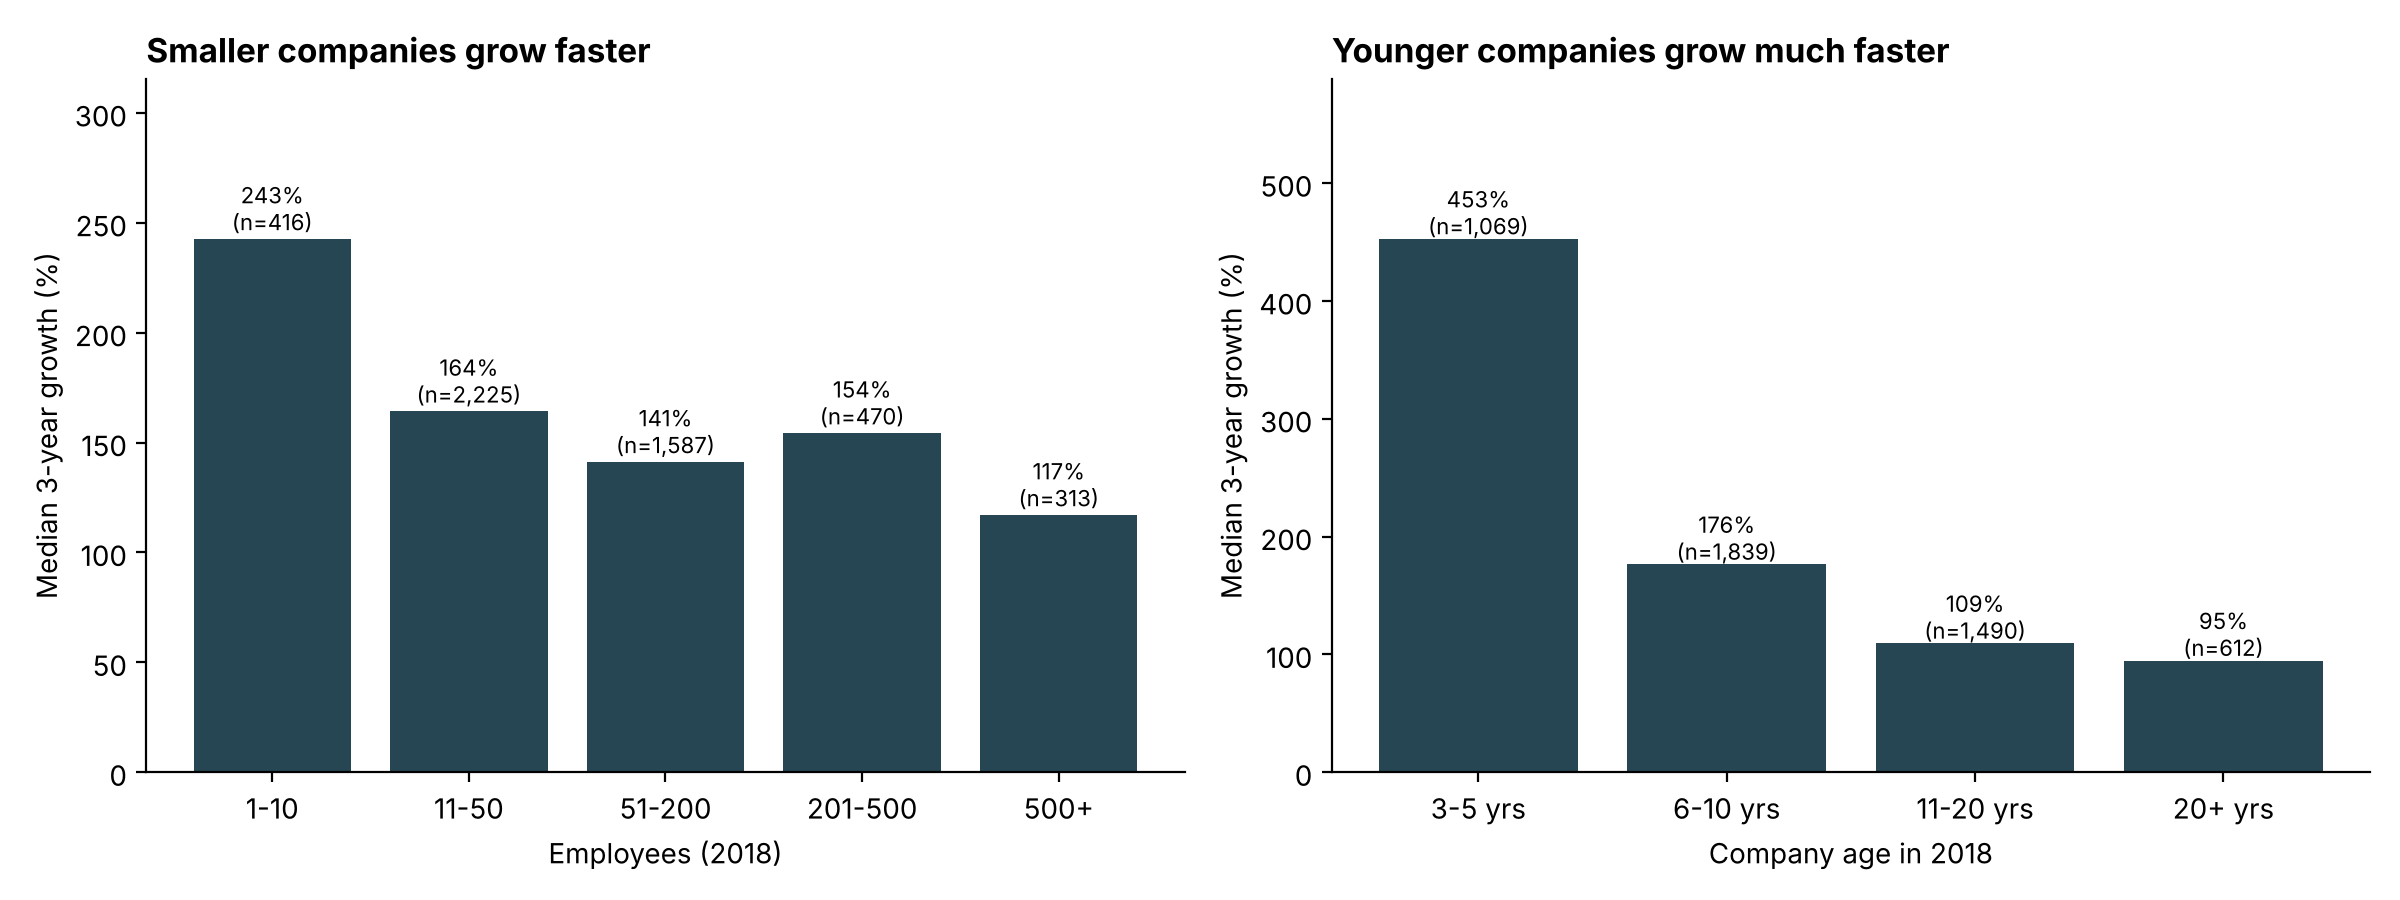 Smaller companies grow faster
Median 3-year growth (%)
300
250
200
150
100
50
0
243%
(n=416)
164%
(n=2,225)
141%
(n=1,587)
154%
(n=470)
117%
(n=313)
1-10
11-50
51-200
201-500
500+
Employees (2018)
Younger companies grow much faster
Median 3-year growth (%)
500
400
300
200
100
0
453%
(n=1,069)
176%
(n=1,839)
109%
(n=1,490)
95%
(n=612)
3-5 yrs
6-10 yrs
11-20 yrs
20+ yrs
Company age in 2018